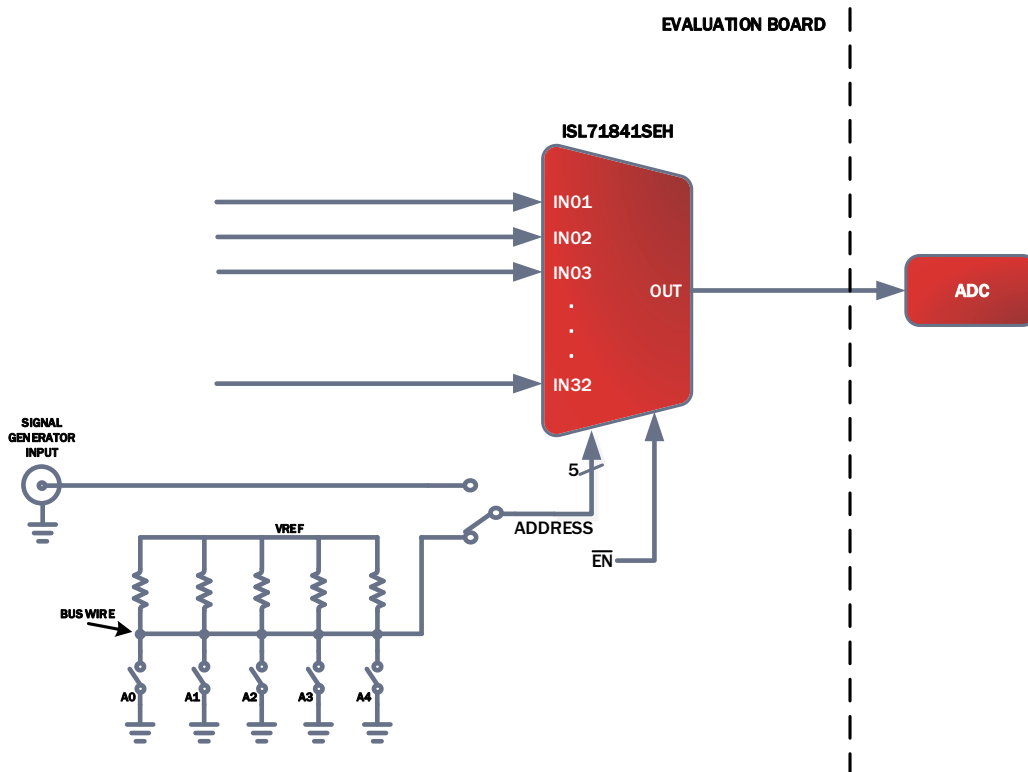 EVALUATION BOARD
ISL71841SEH
IN01
IN02
IN03
.
.
.
IN32
OUT
ADC
SIGNAL
GENERATOR
INPUT
5
ADDRESS
EN
VREF
BUS WIRE
A0
A1
A2
A3
A4